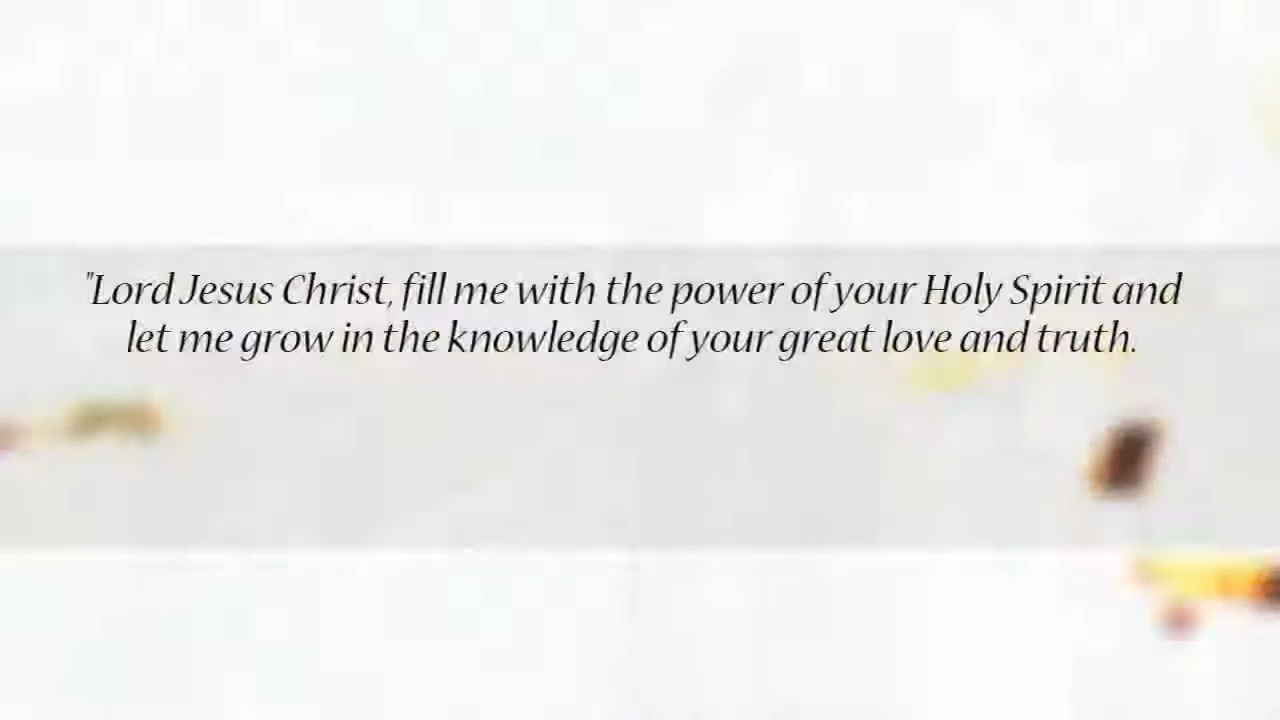 "Lord Jesus Christ, fill me with the power of your Holy Spirit and
let me grow in the knowledge of your great love and truth.